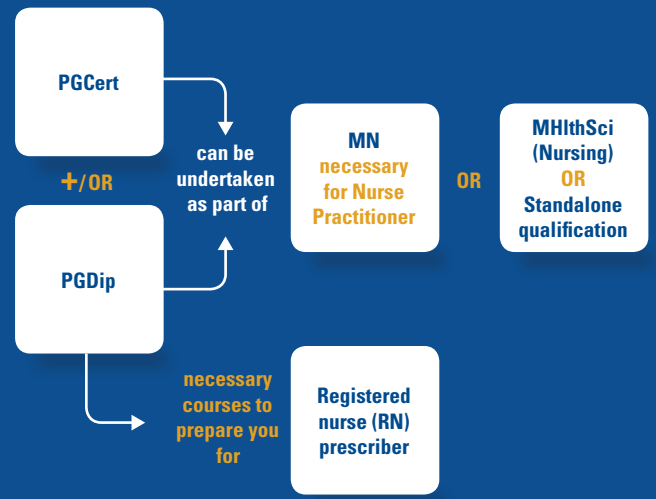 PGCert
+/OR
PGDip
can be
undertaken
as part of
MN
necessary
for Nurse
Practitioner
OR
MHlthSci
(Nursing)
OR
Standalone
qualification
necessary
courses to
prepare you
for
Registered
nurse (RN)
prescriber